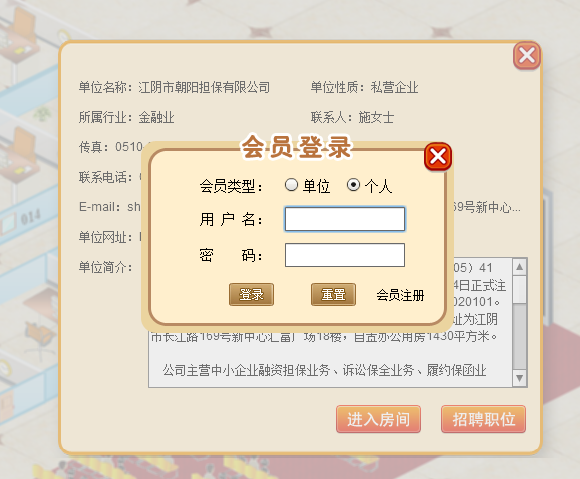 单位名称：江阴市朝阳担保有限公司 单位性质：私营企业
所属行业：金融业 联系人：施女士
传真：0510
会员登录
联系电话：
会员类型： 单位 个人
E-mail：sh
69号新中心...
用 户 名：
单位网址：
密 码：
单位简介：
05）41
4日正式注
020101。
登录 重置 会员注册
址为江阴
市长江路169号新中心汇富广场18楼，自置办公用房1430平方米。
公司主营中小企业融资担保业务、诉讼保全业务、履约保函业
进入房间 招聘职位
014